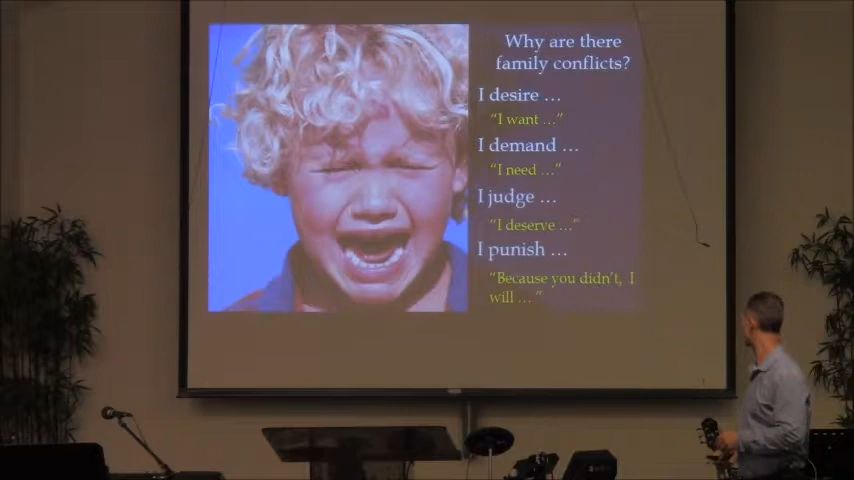 Why are there
family conflicts?
I desire ...
"I want ..."
I demand ...
"I need ..."
I judge ...
"I deserve ..."
I punish ...
"Because you didn't, I
will ... "